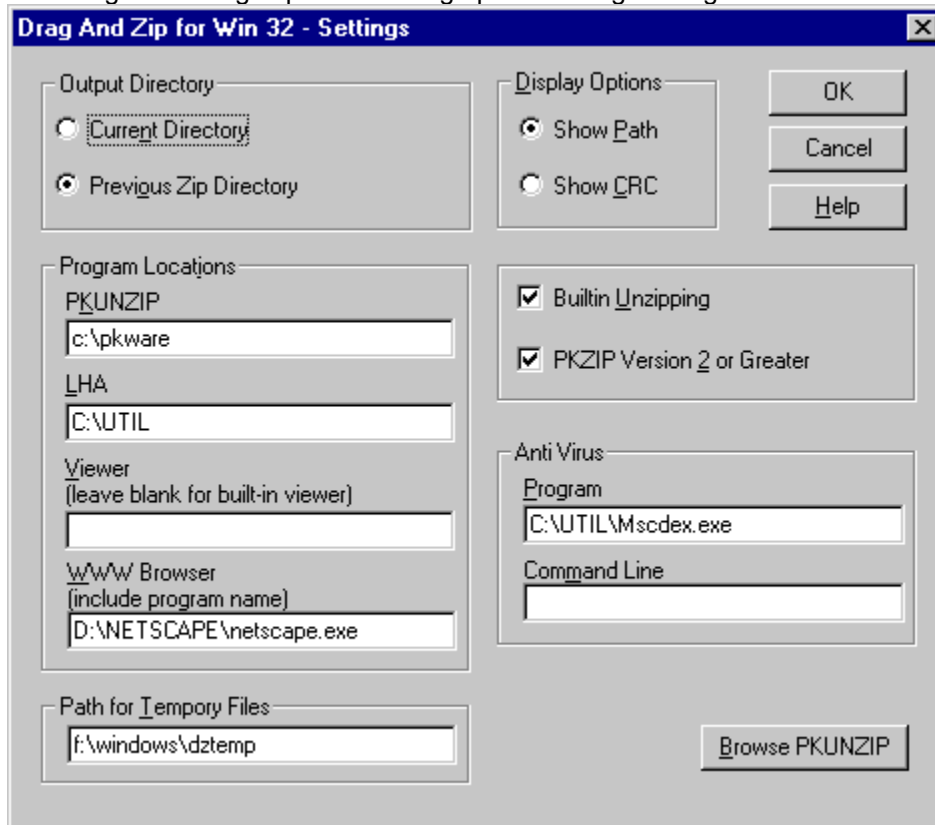 Drag And Zip for Win 32 - Settings
Output Directory
Current Directory
Previous Zip Directory
Display Options
Show Path
Show CRC
OK
Cancel
Help
Program Locations
PKUNZIP
c:\pkware
LHA
C:\UTIL
Viewer
(leave blank for built-in viewer)
WWW Browser
(include program name)
D:\NETSCAPE\netscape.exe
Builtin Unzipping
PKZIP Version 2 or Greater
Anti Virus
Program
C:\UTIL\Mscdex.exe
Command Line
Path for Tempory Files
f:\windows\dztemp
Browse PKUNZIP